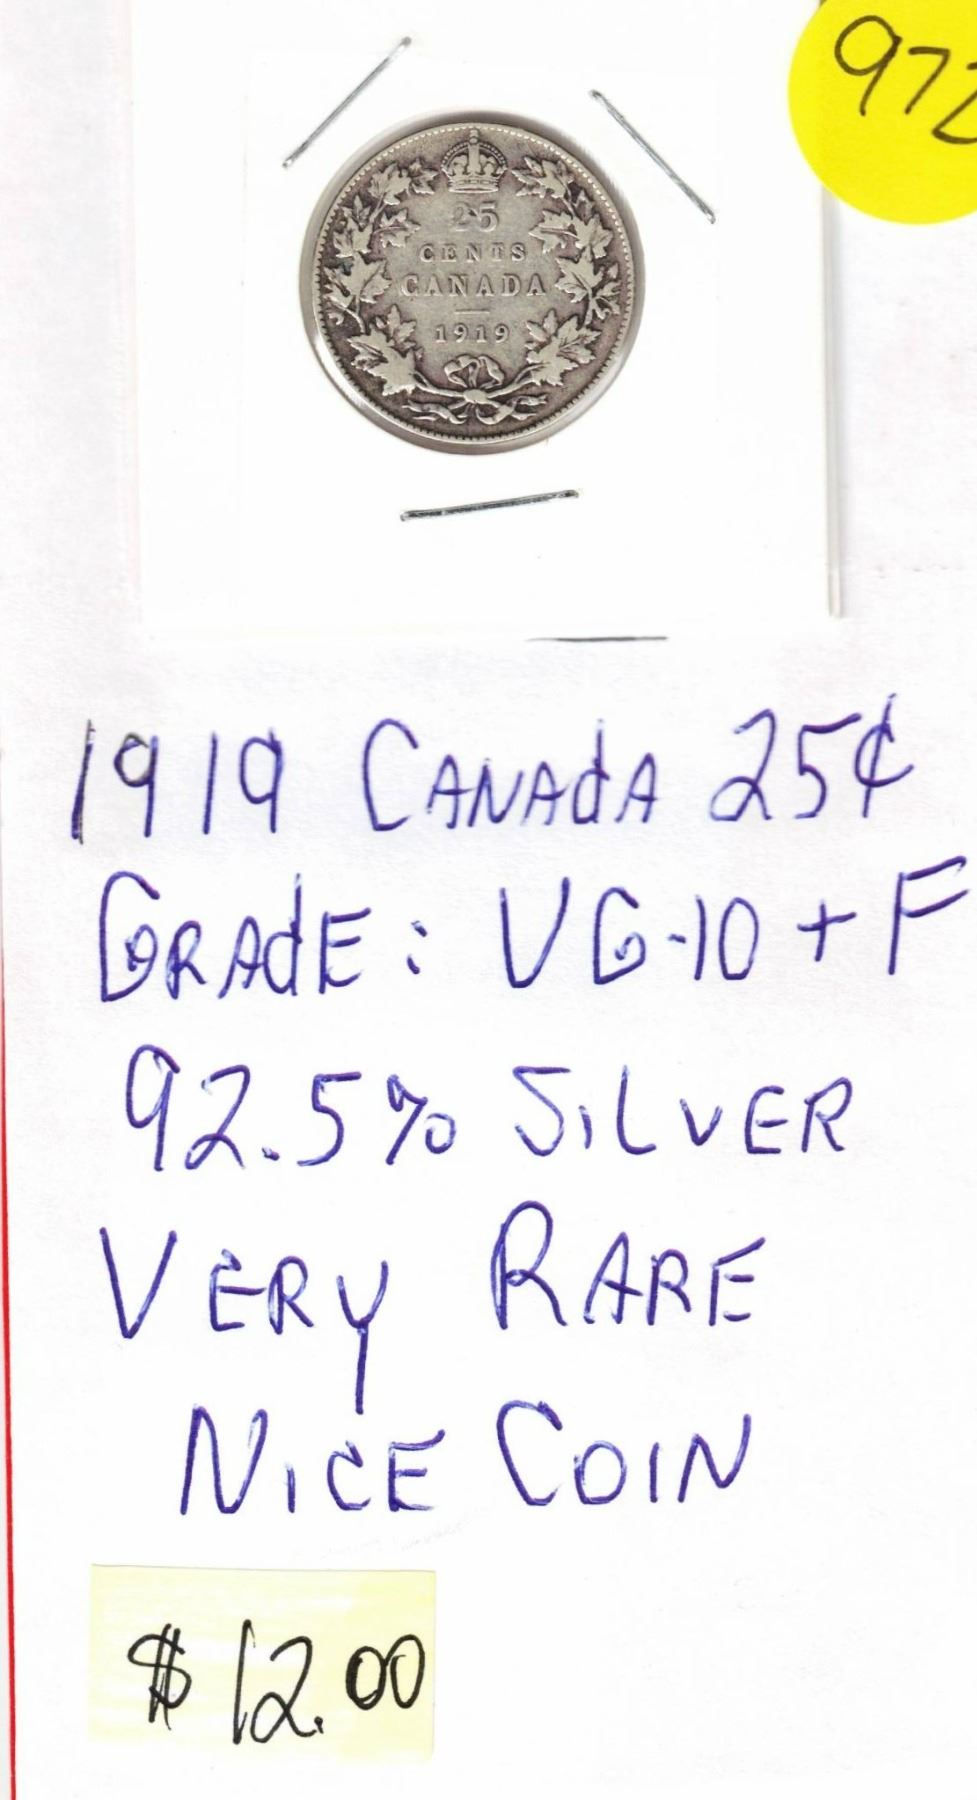 25
CENTS
CANADA
1919
1919 CANADA 25¢
GRADE: VG-10 + F
92.5% SILVER
VERY RARE
NICE COIN
$12.00